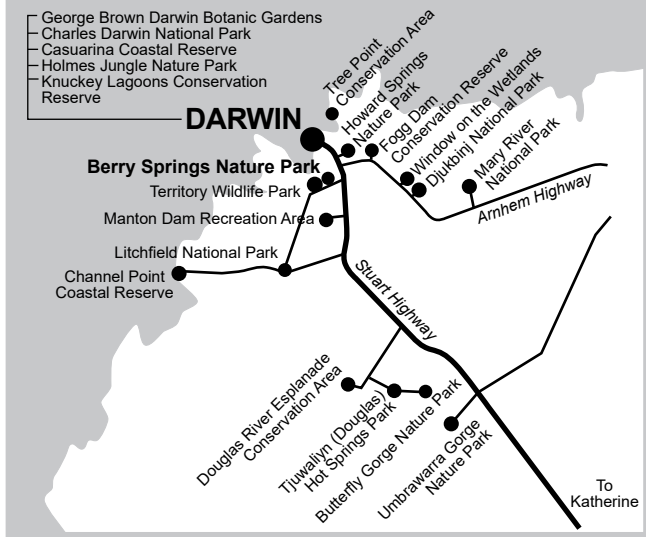 George Brown Darwin Botanic Gardens
Charles Darwin National Park
Casuarina Coastal Reserve
Holmes Jungle Nature Park
Knuckey Lagoons Conservation
Reserve
DARWIN
Tree Point
Conservation Area
Howard Springs
Nature Park
Fogg Dam
Conservation Reserve
Window on the Wetlands
Djukbinj National Park
Mary River
National Park
Berry Springs Nature Park
Territory Wildlife Park
Arnhem Highway
Manton Dam Recreation Area
Litchfield National Park
Channel Point
Coastal Reserve
Stuart Highway
Douglas River Esplanade
Conservation Area
Tjuwaliyn (Douglas)
Hot Springs Park
Butterfly Gorge Nature Park
Umbrawarra Gorge
Nature Park
To
Katherine